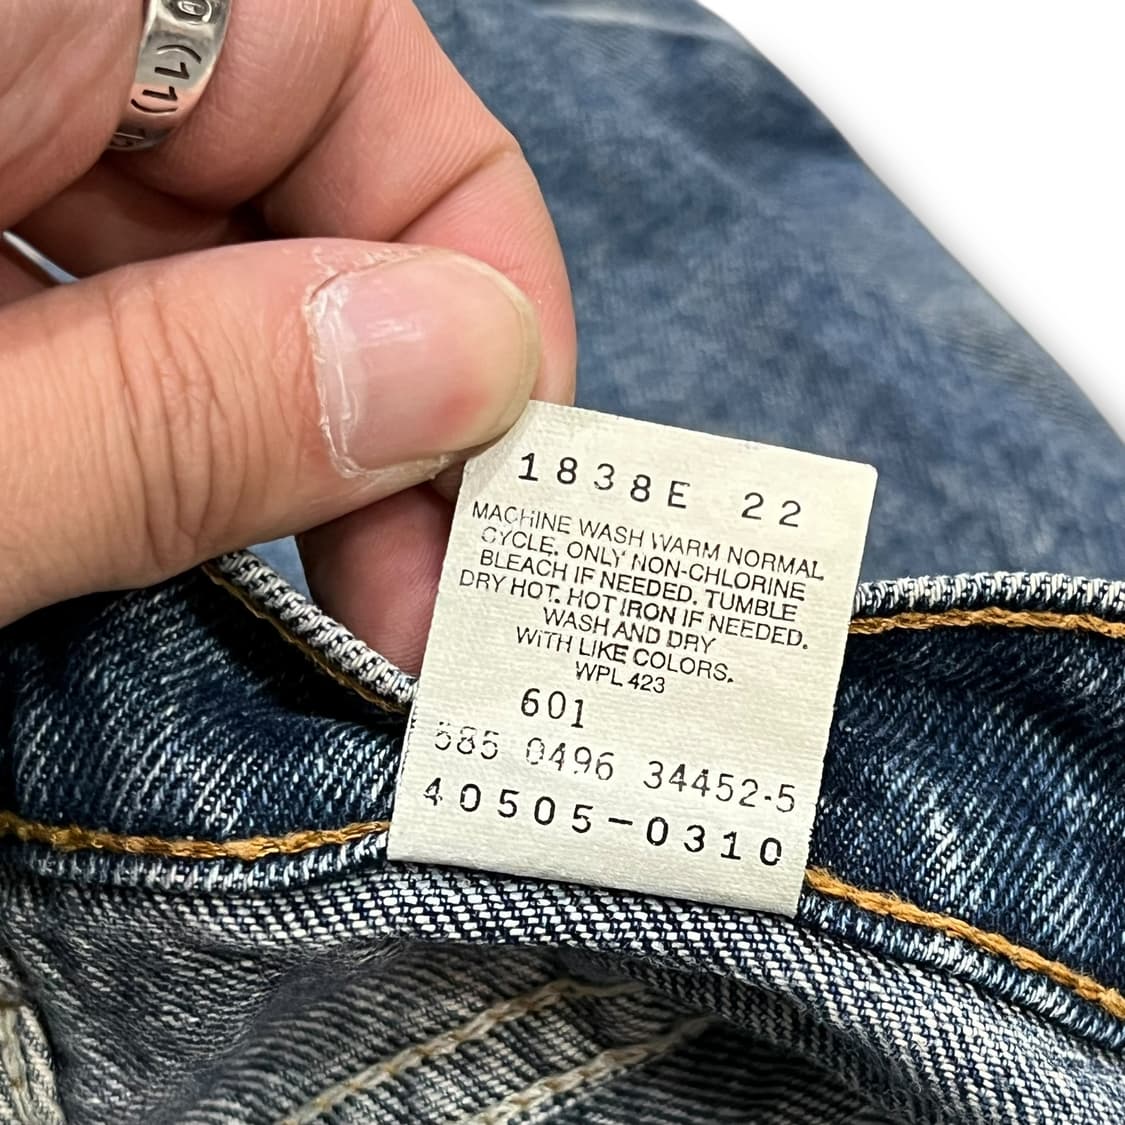 (11)
1838E 22
MACHINE WASH WARM NORMAL
CYCLE. ONLY NON-CHLORINE
BLEACH IF NEEDED. TUMBLE
DRY HOT. HOT IRON IF NEEDED.
WASH AND DRY
WITH LIKE COLORS.
WPL 423
601
585 0496 34452-5
40505-0310